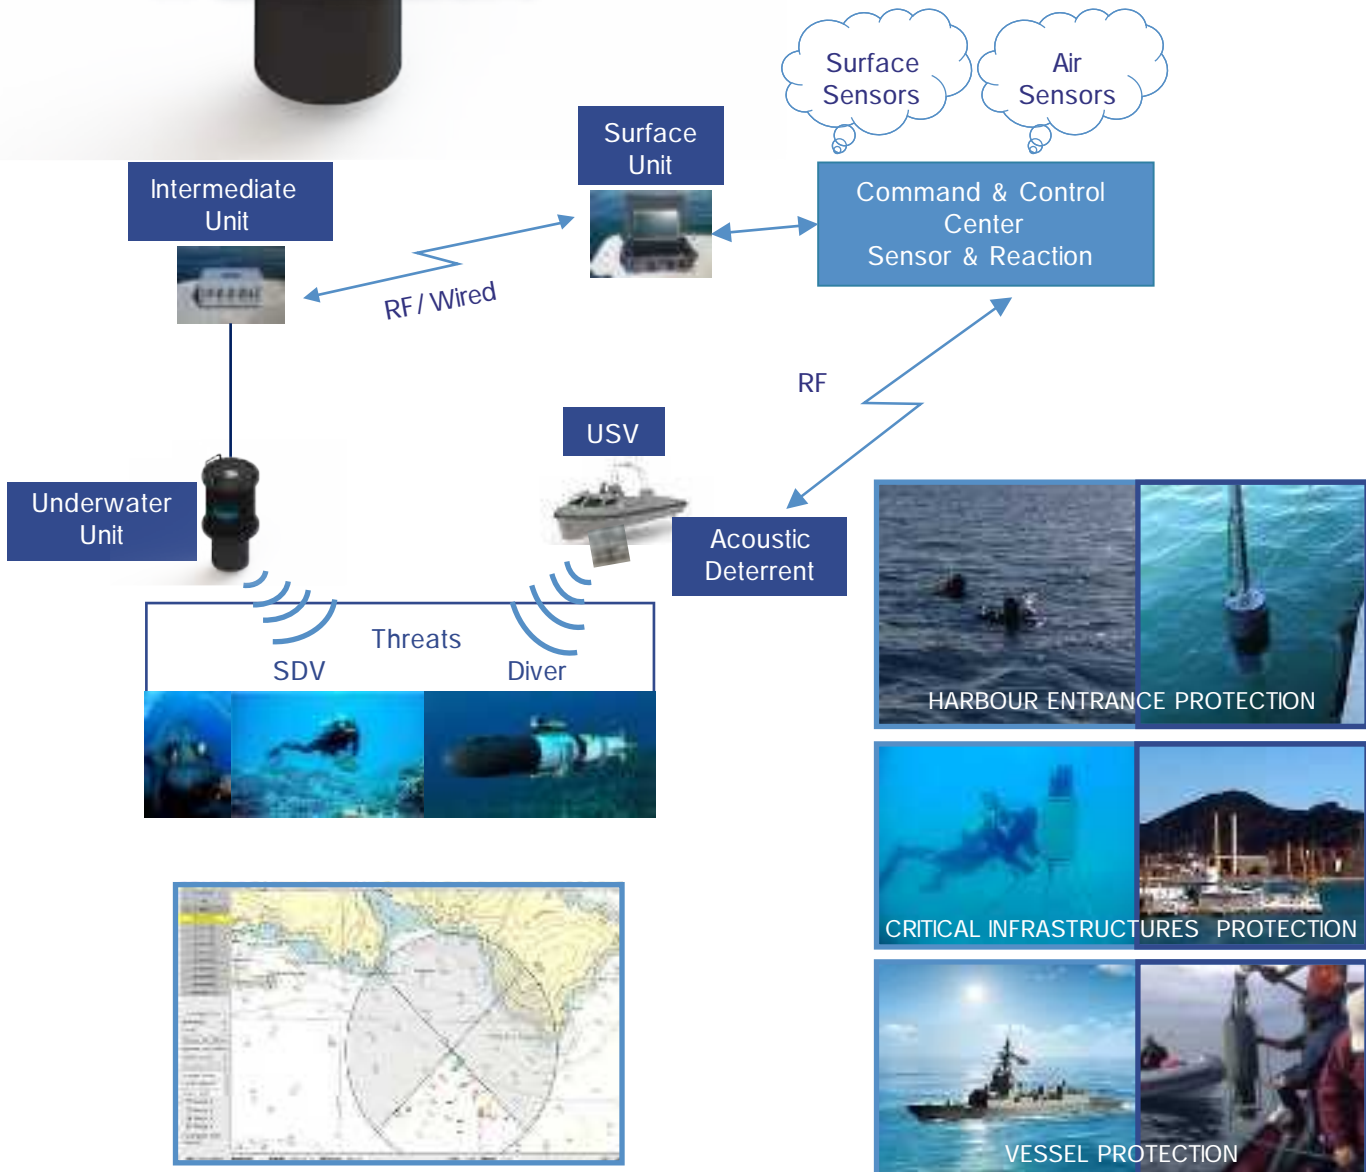 Surface
Sensors
Air
Sensors
Surface
Unit
Intermediate
Unit
Command & Control
Center
Sensor & Reaction
RF/ Wired
RF
USV
Underwater
Unit
Acoustic
Deterrent
Threats
SDV
Diver
HARBOUR ENTRANCE PROTECTION
CRITICAL INFRASTRUCTURES PROTECTION
VESSEL PROTECTION